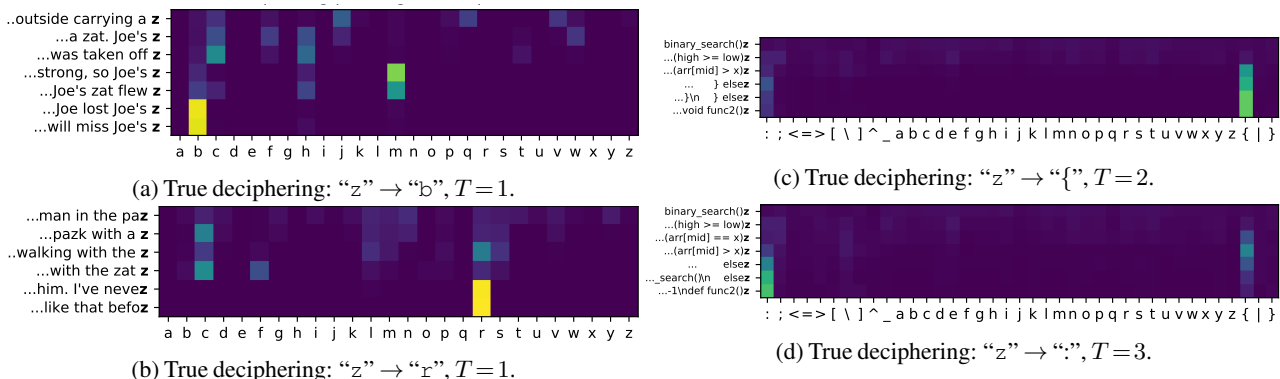 ..outside carrying a z
...a zat. Joe's z
...was taken off z
...strong, so Joe's z
...Joe's zat flew z
...Joe lost Joe's z
...will miss Joe's z
a b c d e f g h i j k l m n o p q r s t u v w x y z
(a) True deciphering: “z” → “b”, T = 1.
...man in the paz
...pazk with a z
..walking with the z
...with the zat z
...him. I've nevez
...like that befoz
a b c d e f g h i j k l m n o p q r s t u v w x y z
(b) True deciphering: “z” → “r”, T = 1.
binary_search()z
...(high >= low)z
...(arr[mid] > x)z
... } elsez
...}\n } elsez
...void func2()z
: ; < = > [ \ ] ^ _ a b c d e f g h i j k l m n o p q r s t u v w x y z { | }
(c) True deciphering: “z” → “{”, T = 2.
binary_search()z
...(high >= low)z
...(arr[mid] == x)z
...(arr[mid] > x)z
... elsez
..._search()\n elsez
...-1\ndef func2()z
: ; < = > [ \ ] ^ _ a b c d e f g h i j k l m n o p q r s t u v w x y z { | }
(d) True deciphering: “z” → “:”, T = 3.